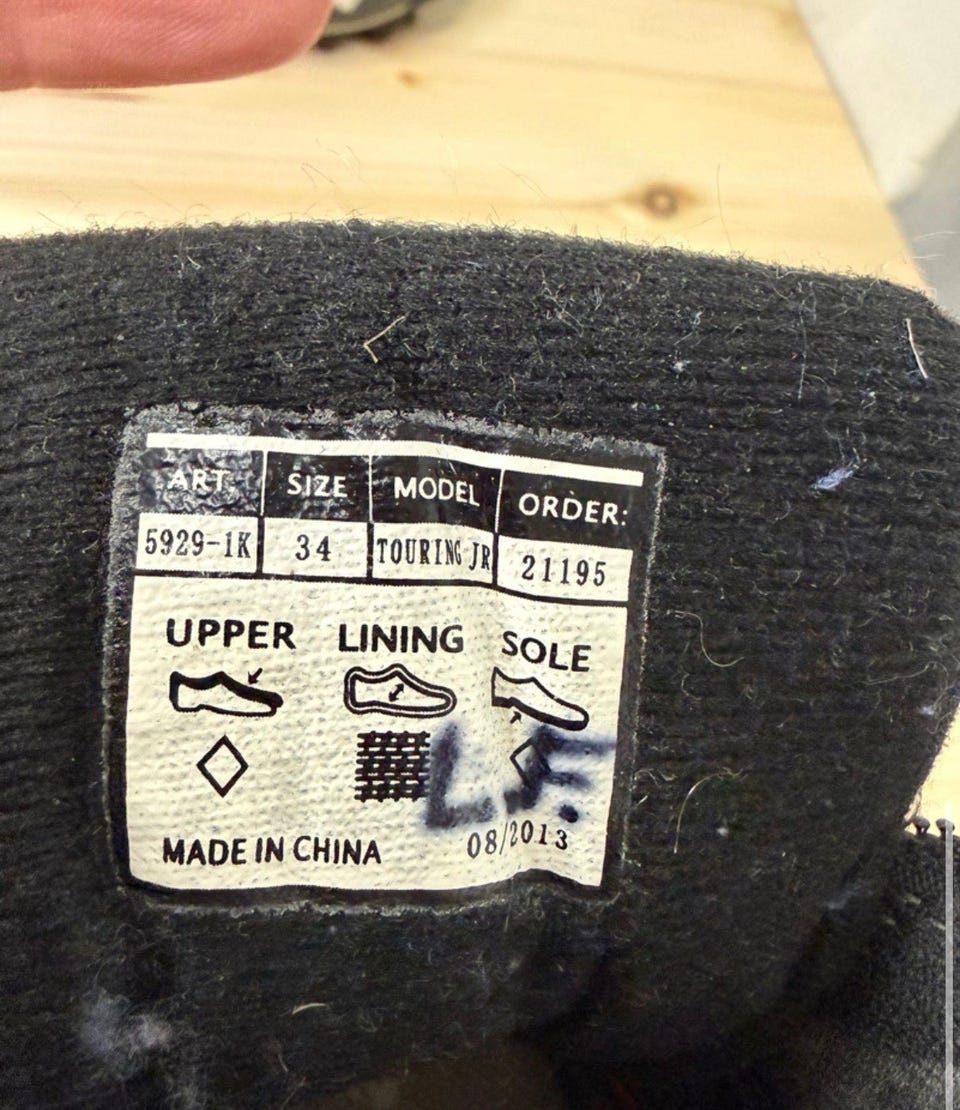 ART. SIZE MODEL ORDER:
5929-1K 34 TOURING JR 21195
UPPER LINING SOLE
L.F.
MADE IN CHINA 08/2013